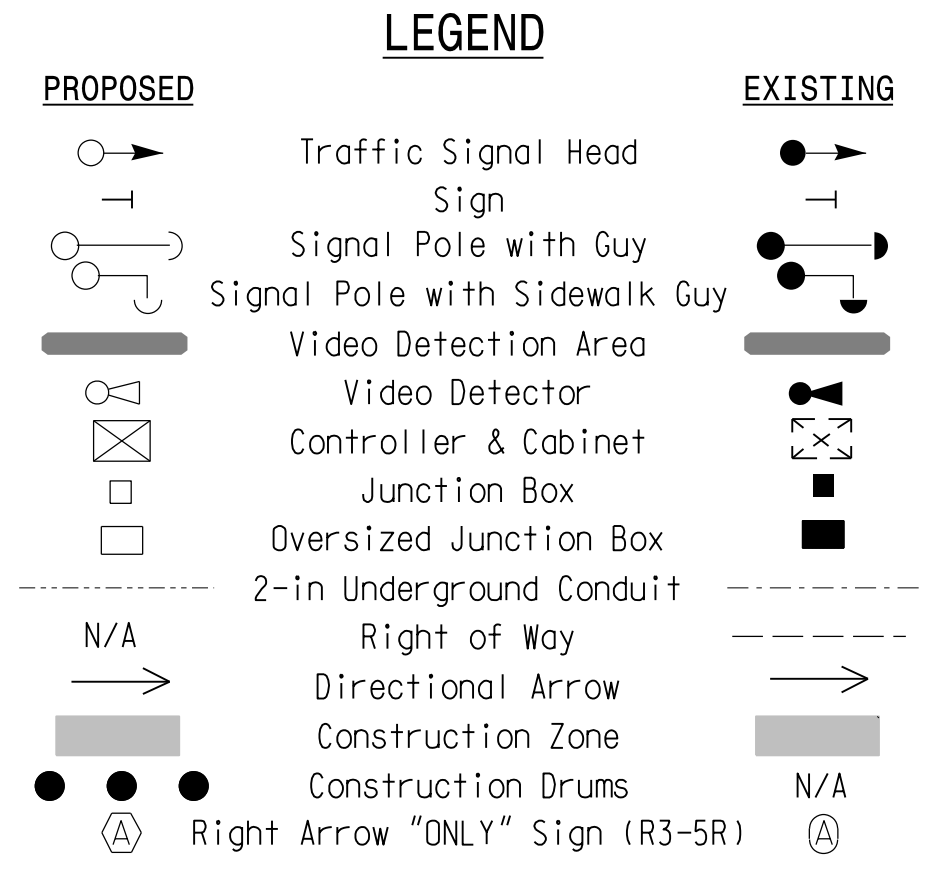 LEGEND
PROPOSED EXISTING
Traffic Signal Head
Sign
Signal Pole with Guy
Signal Pole with Sidewalk Guy
Video Detection Area
Video Detector
Controller & Cabinet
Junction Box
Oversized Junction Box
2-in Underground Conduit
N/A Right of Way
Directional Arrow
Construction Zone
Construction Drums N/A
A Right Arrow "ONLY" Sign (R3-5R) A